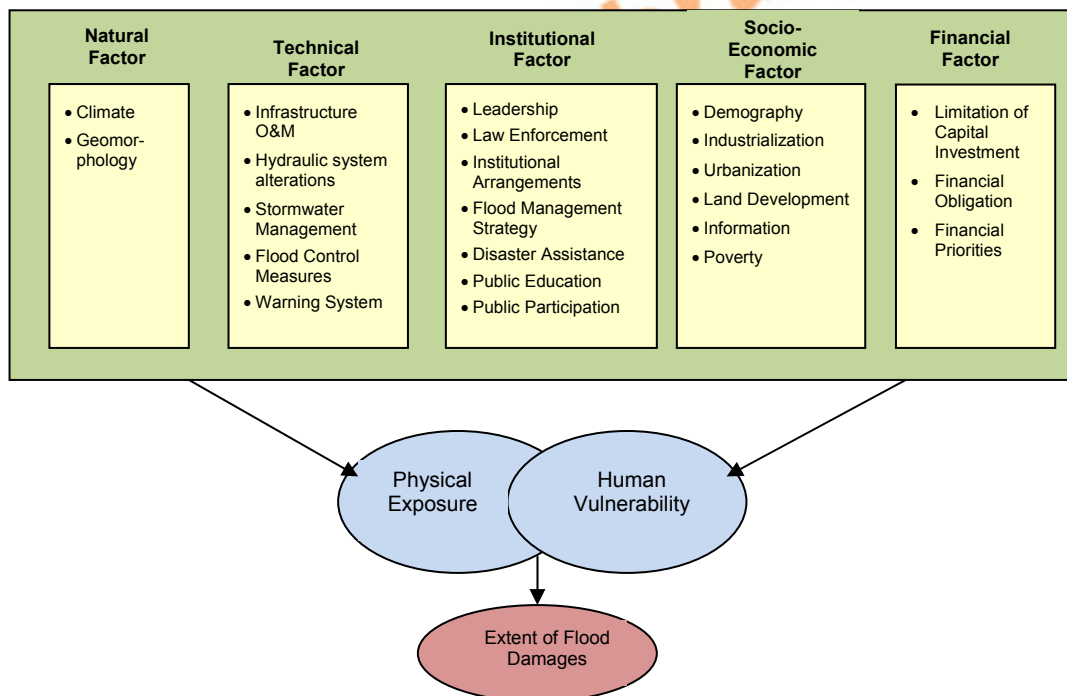 Natural
Factor
• Climate
• Geomor-
phology
Technical
Factor
• Infrastructure
O&M
• Hydraulic system
alterations
• Stormwater
Management
• Flood Control
Measures
• Warning System
Institutional
Factor
• Leadership
• Law Enforcement
• Institutional
Arrangements
• Flood Management
Strategy
• Disaster Assistance
• Public Education
• Public Participation
Socio-
Economic
Factor
• Demography
• Industrialization
• Urbanization
• Land Development
• Information
• Poverty
Financial
Factor
• Limitation of
Capital
Investment
• Financial
Obligation
• Financial
Priorities
Physical
Exposure
Human
Vulnerability
Extent of Flood
Damages